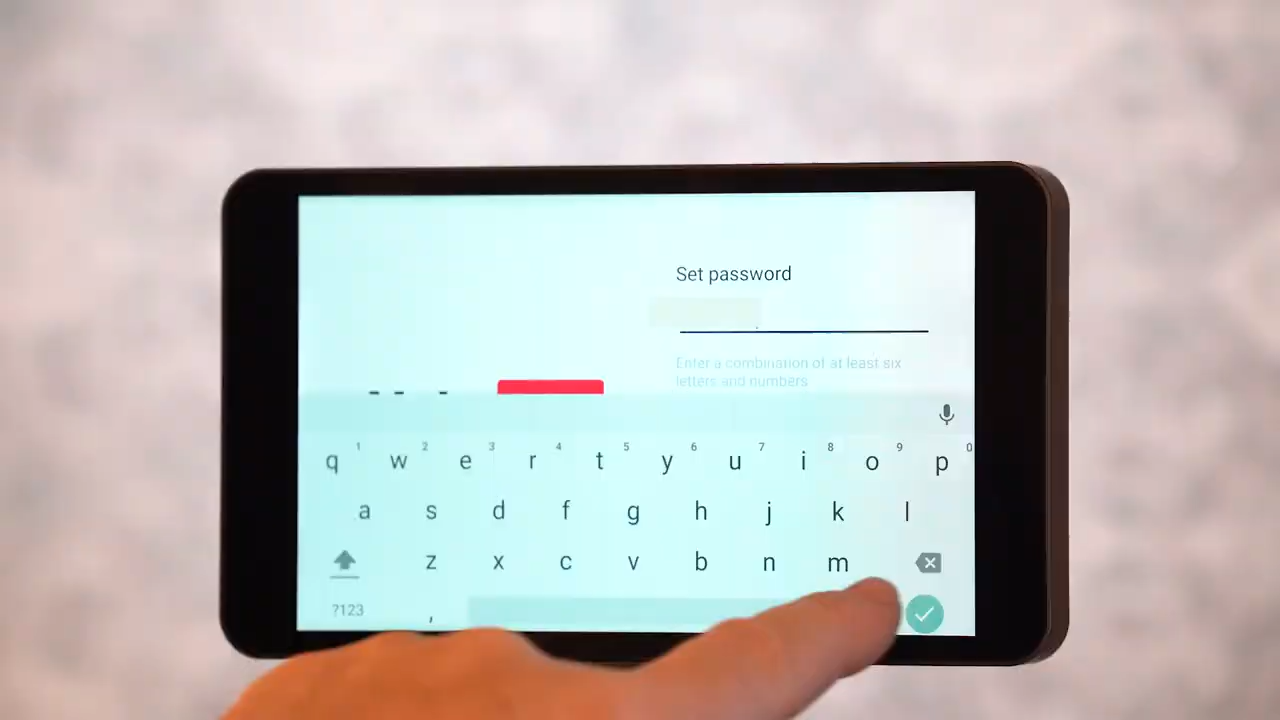 Set password
Enter a combination of at least six
letters and numbers
1 2 3 4 5 6 7 8 9 0
q w e r t y u i o p
a s d f g h j k l
z x c v b n m
?123 ,